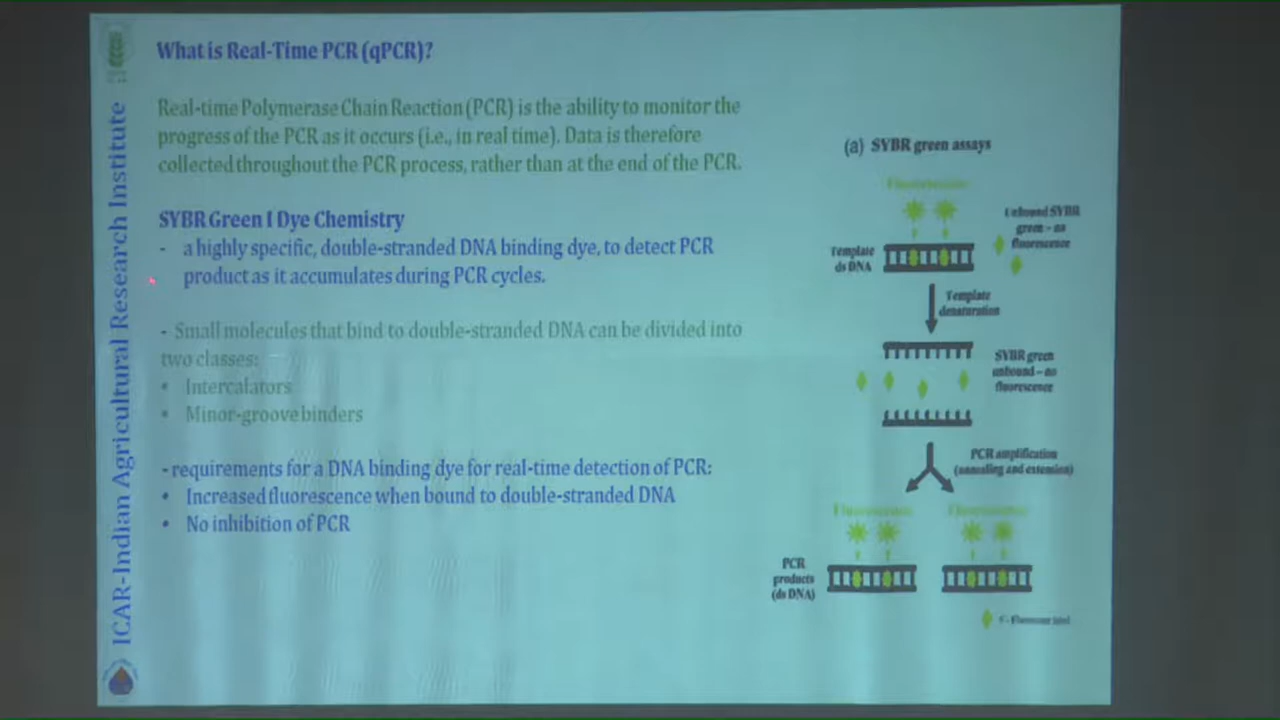 What is Real-Time PCR (qPCR)?
Real-time Polymerase Chain Reaction (PCR) is the ability to monitor the
progress of the PCR as it occurs (i.e., in real time). Data is therefore
collected throughout the PCR process, rather than at the end of the PCR.
SYBR Green I Dye Chemistry
- a highly specific, double-stranded DNA binding dye, to detect PCR
product as it accumulates during PCR cycles.
- Small molecules that bind to double-stranded DNA can be divided into
two classes:
• Intercalators
• Minor-groove binders
- requirements for a DNA binding dye for real-time detection of PCR:
• Increased fluorescence when bound to double-stranded DNA
• No inhibition of PCR
ICAR-Indian Agricultural Research Institute
(a) SYBR green assays
Fluorescence
Unbound SYBR
green - no
fluorescence
Template
ds DNA
Template
denaturation
SYBR green
unbound - no
fluorescence
PCR amplification
(annealing and extension)
Fluorescence Fluorescence
PCR
products
(ds DNA)